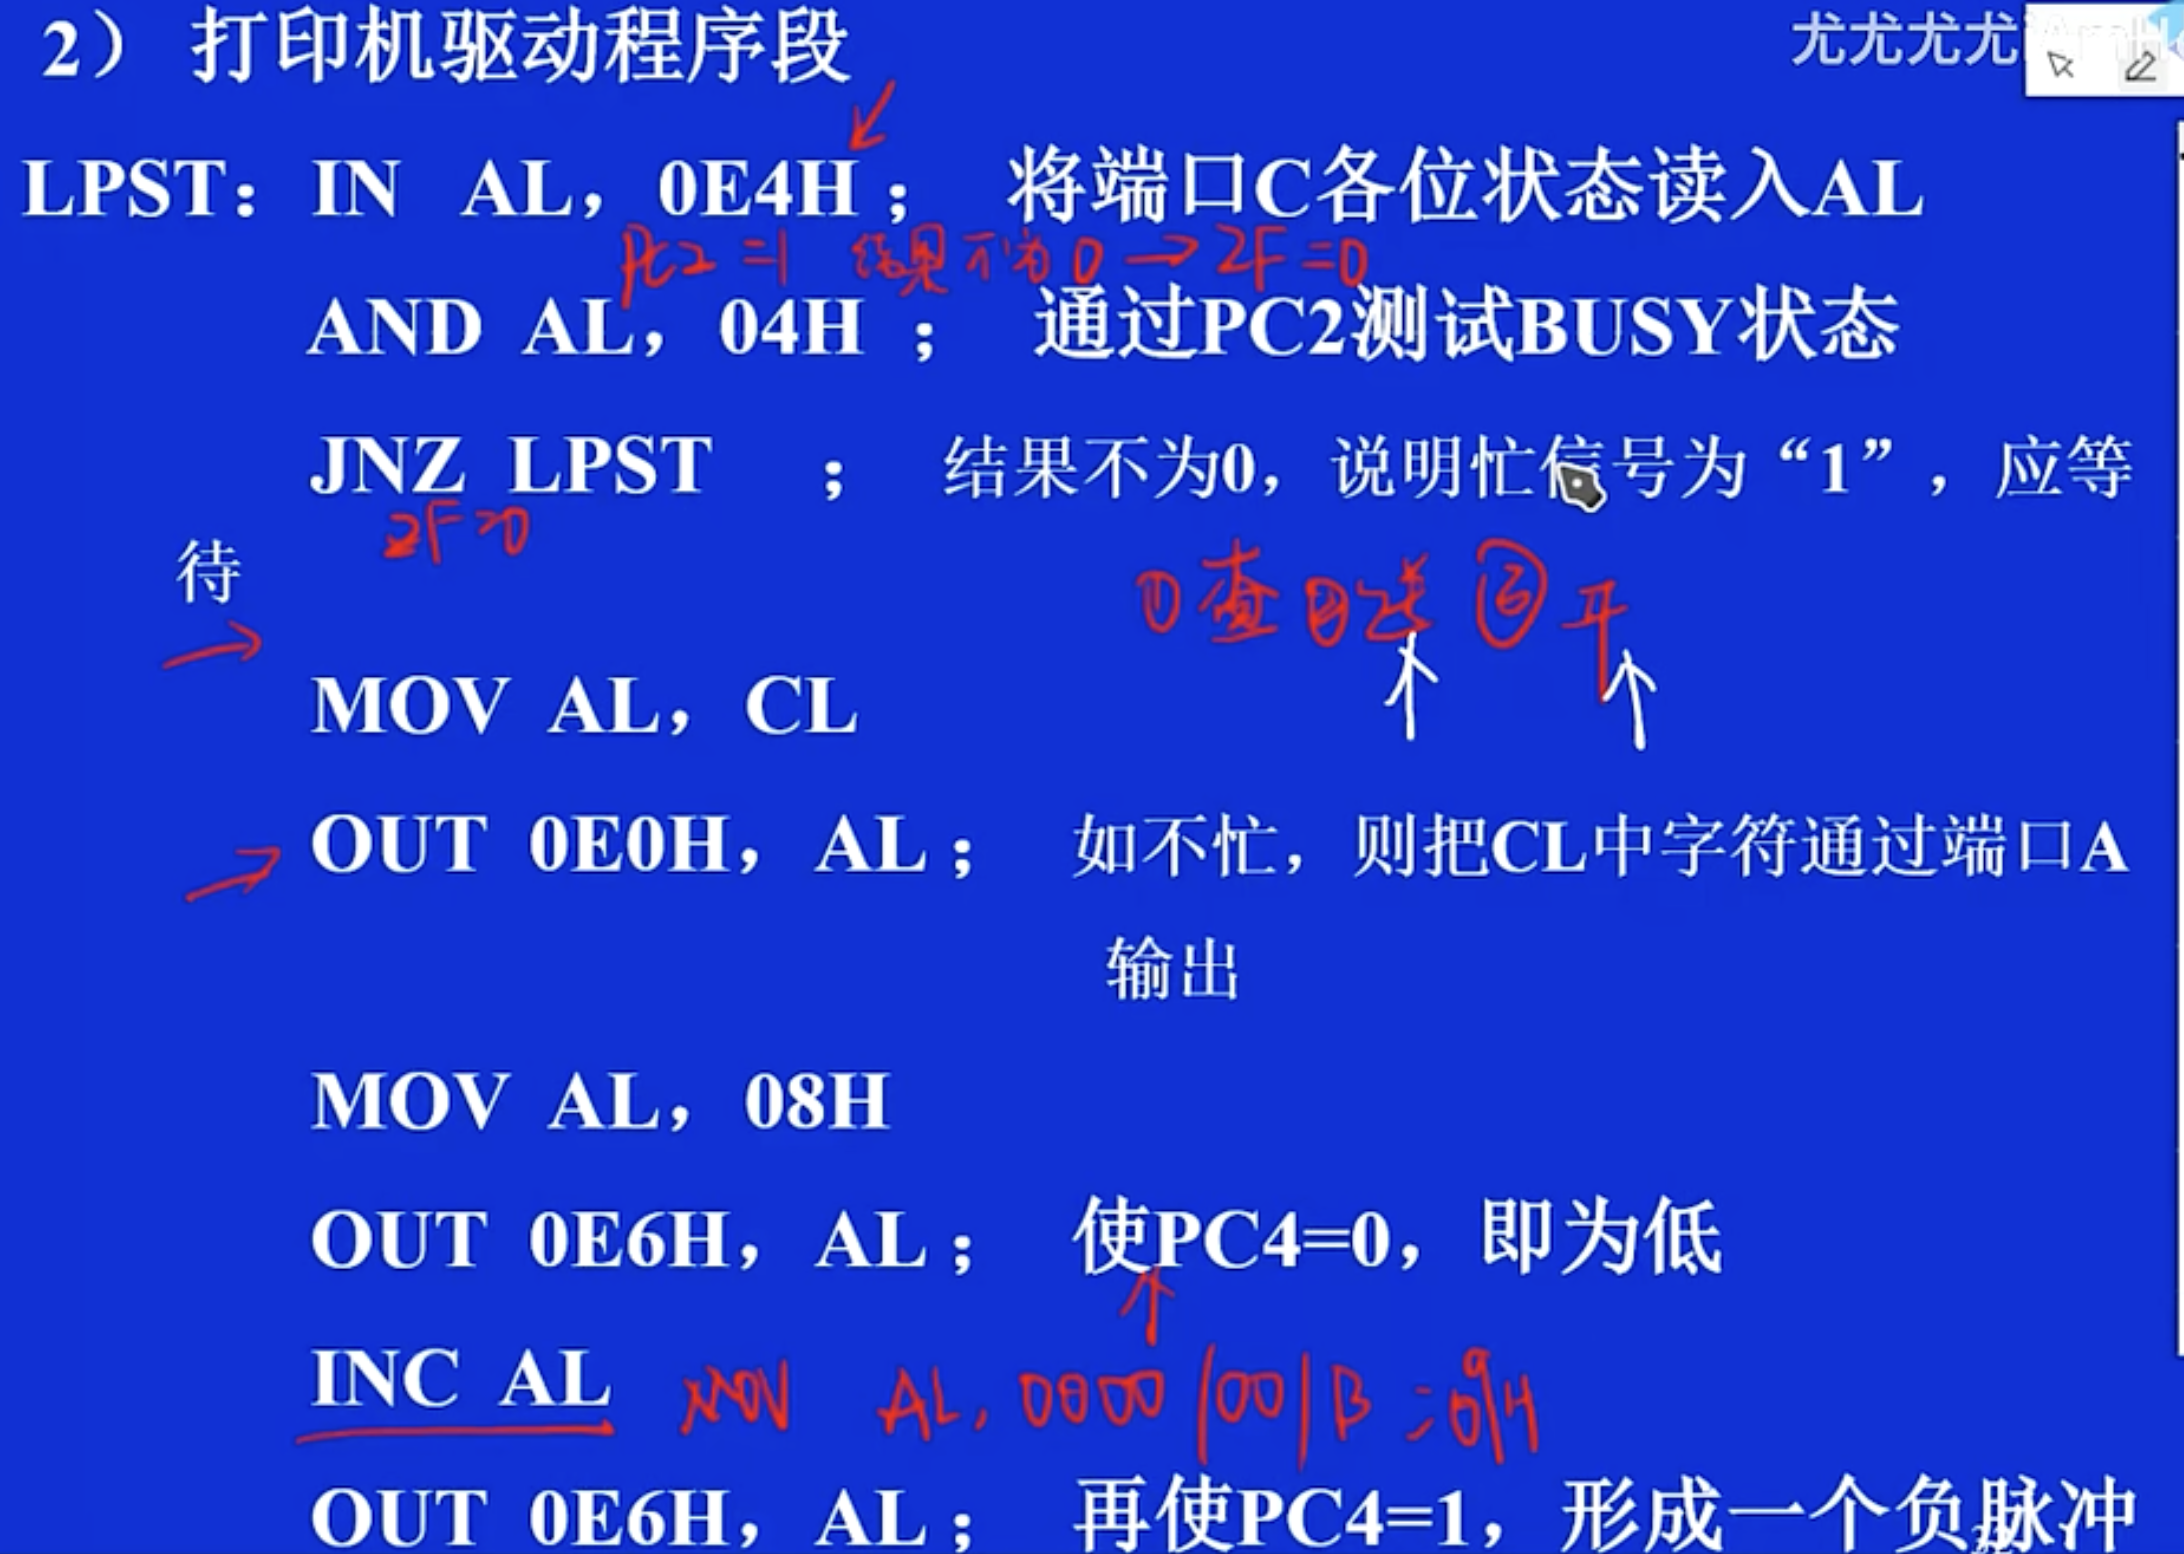 2） 打印机驱动程序段
尤尤尤尤
LPST：IN AL，0E4H； 将端口C各位状态读入AL
PC2=1 结果不为0→ZF=0
AND AL，04H ； 通过PC2测试BUSY状态
JNZ LPST ； 结果不为0，说明忙信号为“1”，应等
ZF=0
待
①查②送③开
MOV AL，CL
OUT 0E0H，AL； 如不忙，则把CL中字符通过端口A
输出
MOV AL，08H
OUT 0E6H，AL； 使PC4=0，即为低
INC AL MOV AL，0000 1001B=09H
OUT 0E6H，AL； 再使PC4=1，形成一个负脉冲